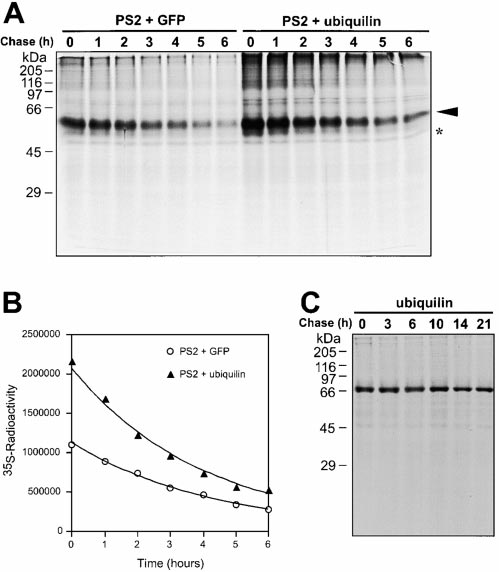 A
PS2 + GFP PS2 + ubiquilin
Chase (h) 0 1 2 3 4 5 6 0 1 2 3 4 5 6
kDa
205
116
97
66
45
29
*
B
2500000
2000000
1500000
1000000
500000
0
35S-Radioactivity
PS2 + GFP
PS2 + ubiquilin
0 1 2 3 4 5 6
Time (hours)
C
ubiquilin
Chase (h) 0 3 6 10 14 21
kDa
205
116
97
66
45
29